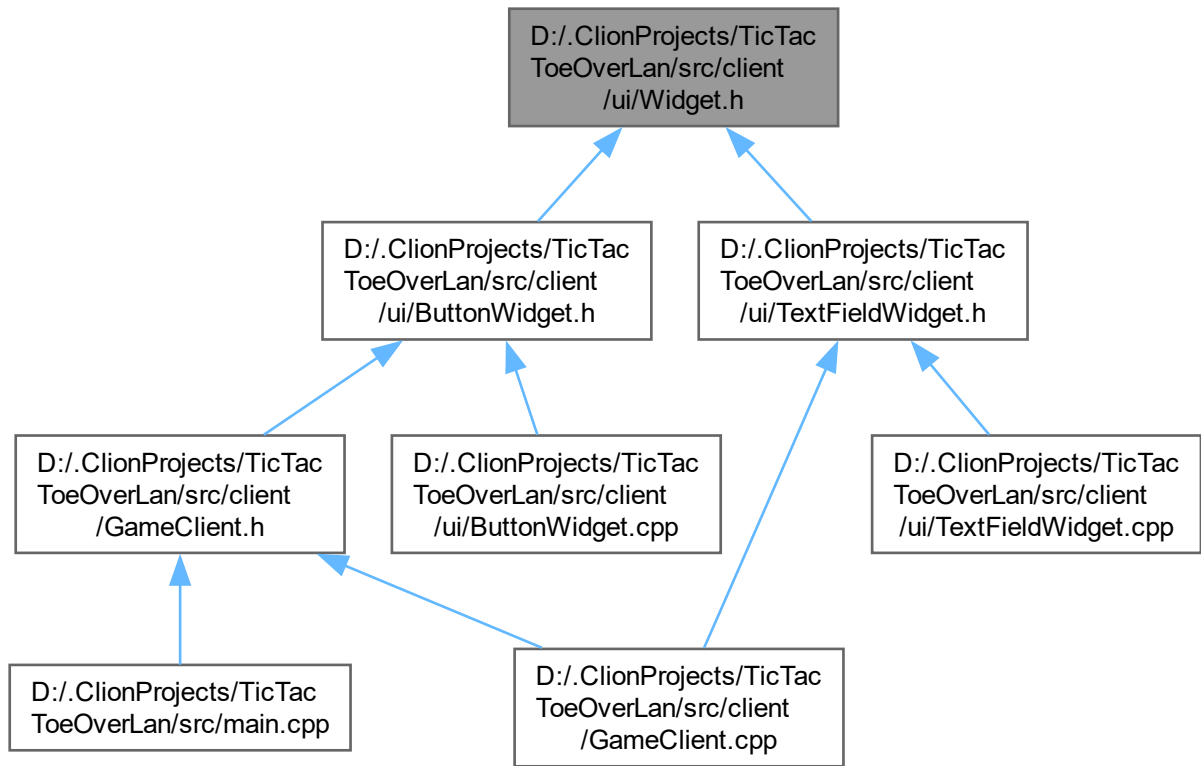 D:/.ClionProjects/TicTac
ToeOverLan/src/client
/ui/Widget.h
D:/.ClionProjects/TicTac
ToeOverLan/src/client
/ui/ButtonWidget.h
D:/.ClionProjects/TicTac
ToeOverLan/src/client
/ui/TextFieldWidget.h
D:/.ClionProjects/TicTac
ToeOverLan/src/client
/GameClient.h
D:/.ClionProjects/TicTac
ToeOverLan/src/client
/ui/ButtonWidget.cpp
D:/.ClionProjects/TicTac
ToeOverLan/src/client
/ui/TextFieldWidget.cpp
D:/.ClionProjects/TicTac
ToeOverLan/src/main.cpp
D:/.ClionProjects/TicTac
ToeOverLan/src/client
/GameClient.cpp